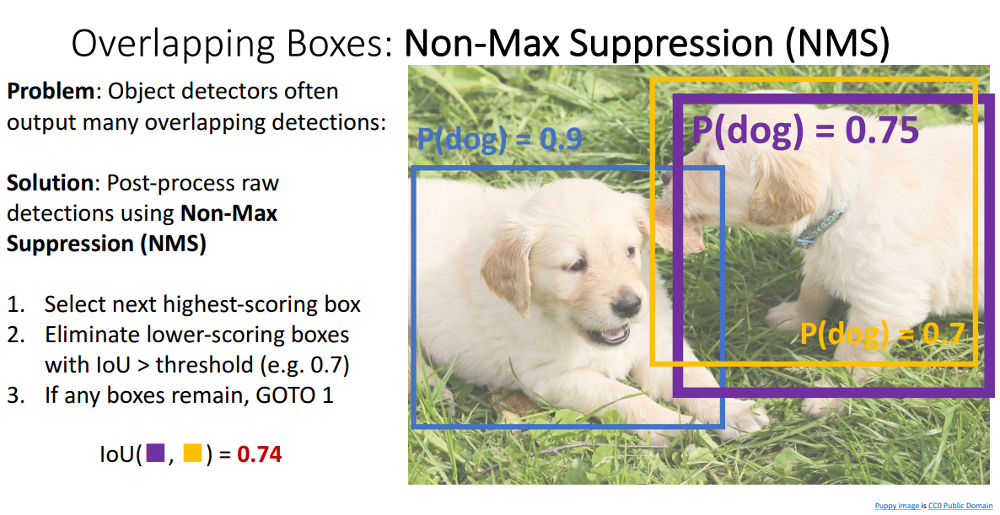 Overlapping Boxes: Non-Max Suppression (NMS)
Problem: Object detectors often
output many overlapping detections:
Solution: Post-process raw
detections using Non-Max
Suppression (NMS)
1. Select next highest-scoring box
2. Eliminate lower-scoring boxes
with IoU > threshold (e.g. 0.7)
3. If any boxes remain, GOTO 1
IoU( , ) = 0.74
P(dog) = 0.9
P(dog) = 0.75
P(dog) = 0.7
Puppy image is CC0 Public Domain